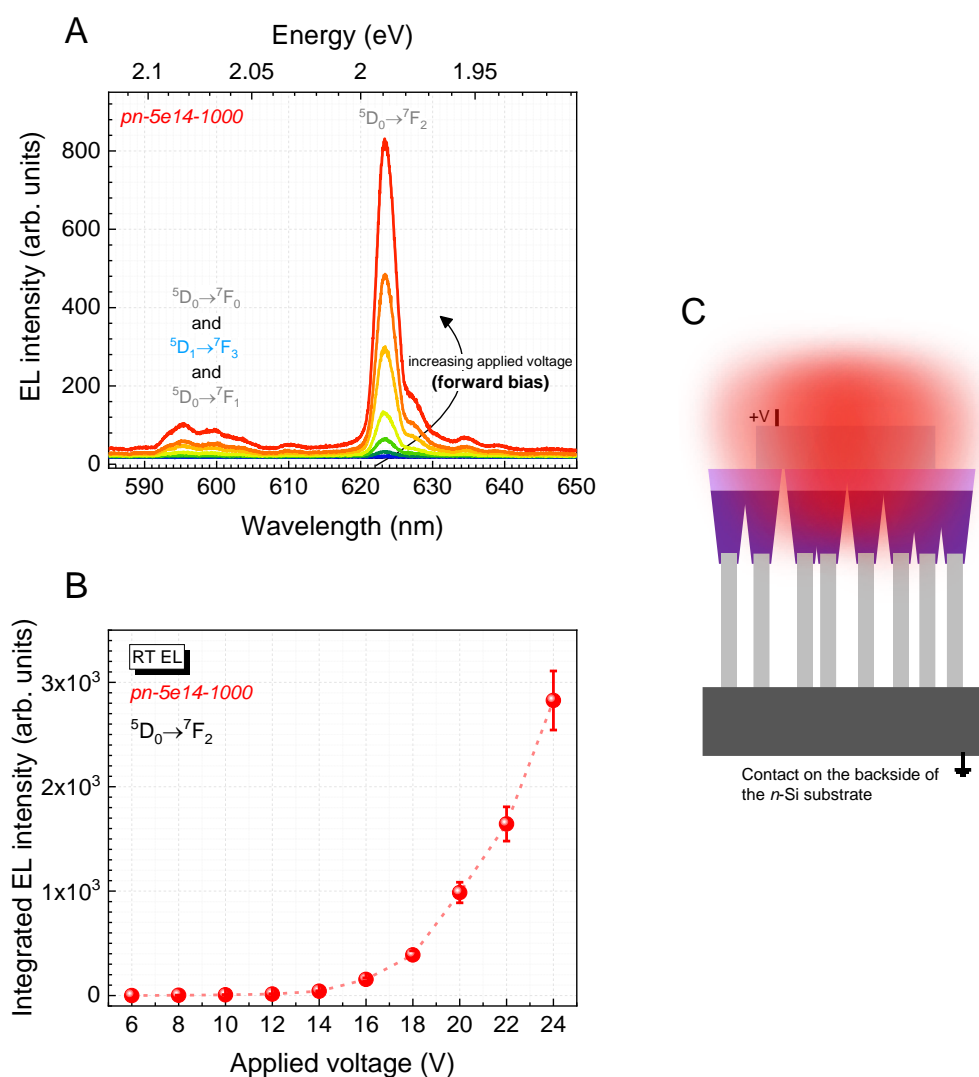 A
Energy (eV)
2.1 2.05 2 1.95
pn-5e14-1000
⁵D₀→⁷F₂
EL intensity (arb. units)
800
600
400
200
0
⁵D₀→⁷F₀
and
⁵D₁→⁷F₃
and
⁵D₀→⁷F₁
increasing applied voltage
(forward bias)
590 600 610 620 630 640 650
Wavelength (nm)
B
Integrated EL intensity (arb. units)
RT EL
pn-5e14-1000
⁵D₀→⁷F₂
3x10³
2x10³
1x10³
0
6 8 10 12 14 16 18 20 22 24
Applied voltage (V)
C
+V
Contact on the backside of
the n-Si substrate